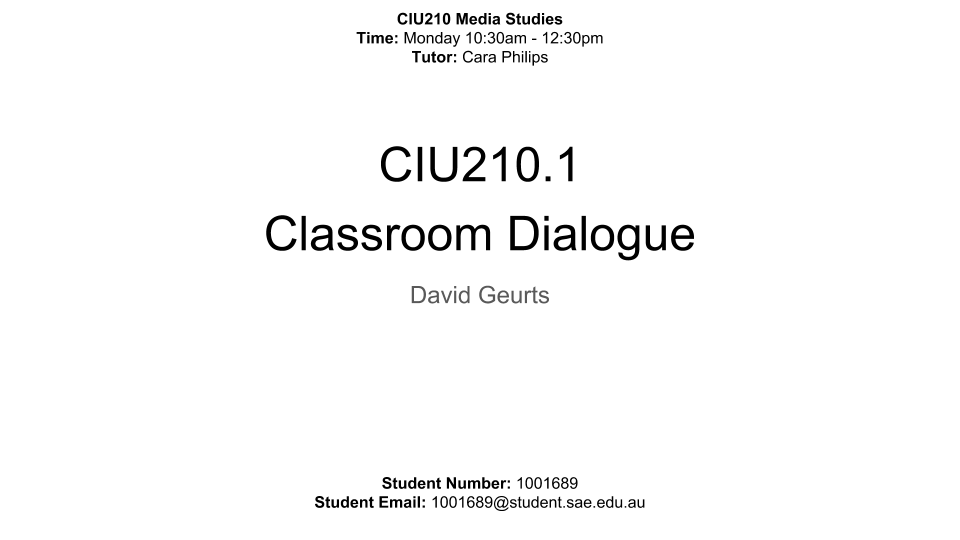 CIU210 Media Studies
Time: Monday 10:30am - 12:30pm
Tutor: Cara Philips
CIU210.1
Classroom Dialogue
David Geurts
Student Number: 1001689
Student Email: 1001689@student.sae.edu.au